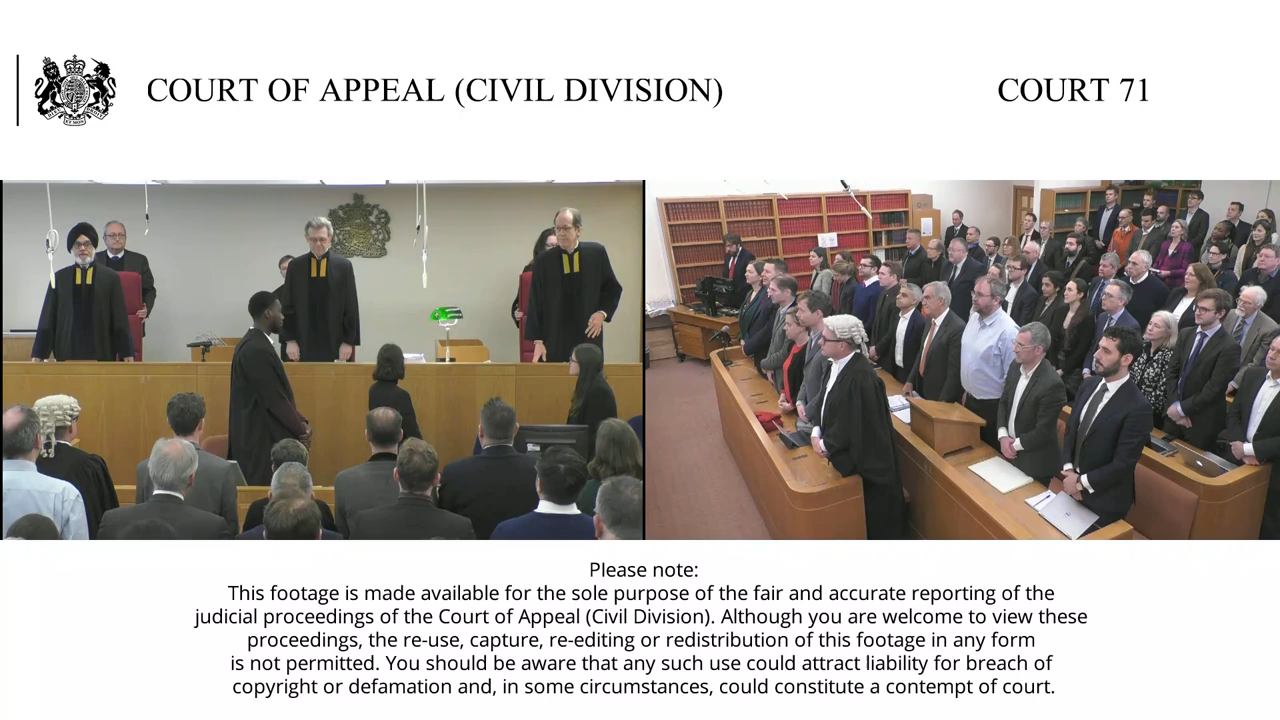 COURT OF APPEAL (CIVIL DIVISION)
COURT 71
Please note:
This footage is made available for the sole purpose of the fair and accurate reporting of the
judicial proceedings of the Court of Appeal (Civil Division). Although you are welcome to view these
proceedings, the re-use, capture, re-editing or redistribution of this footage in any form
is not permitted. You should be aware that any such use could attract liability for breach of
copyright or defamation and, in some circumstances, could constitute a contempt of court.